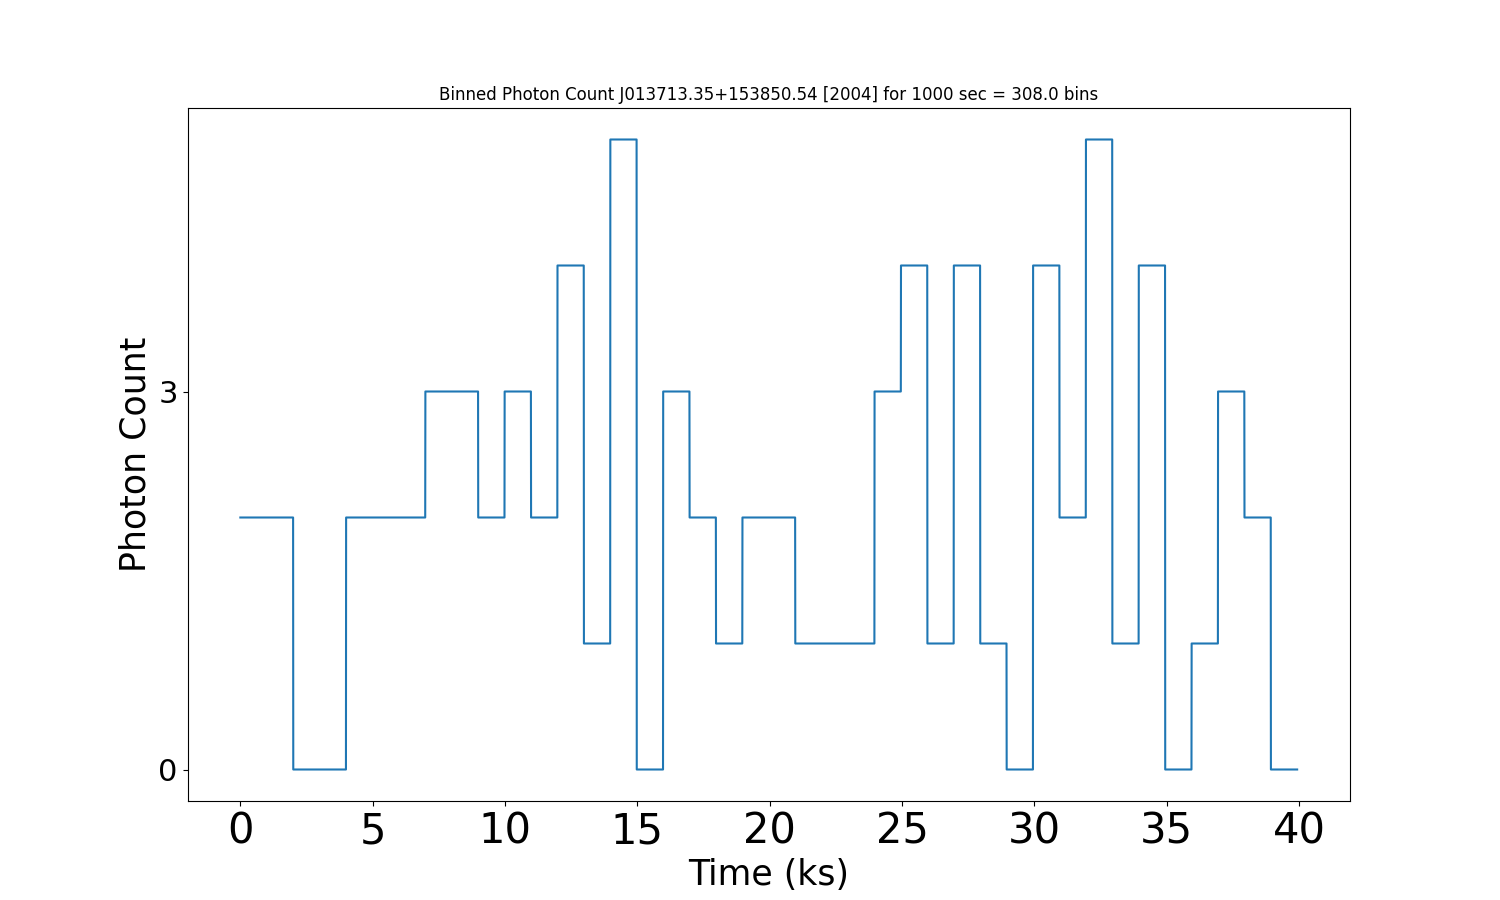 Binned Photon Count J013713.35+153850.54 [2004] for 1000 sec = 308.0 bins
Photon Count
3
0
0 5 10 15 20 25 30 35 40
Time (ks)